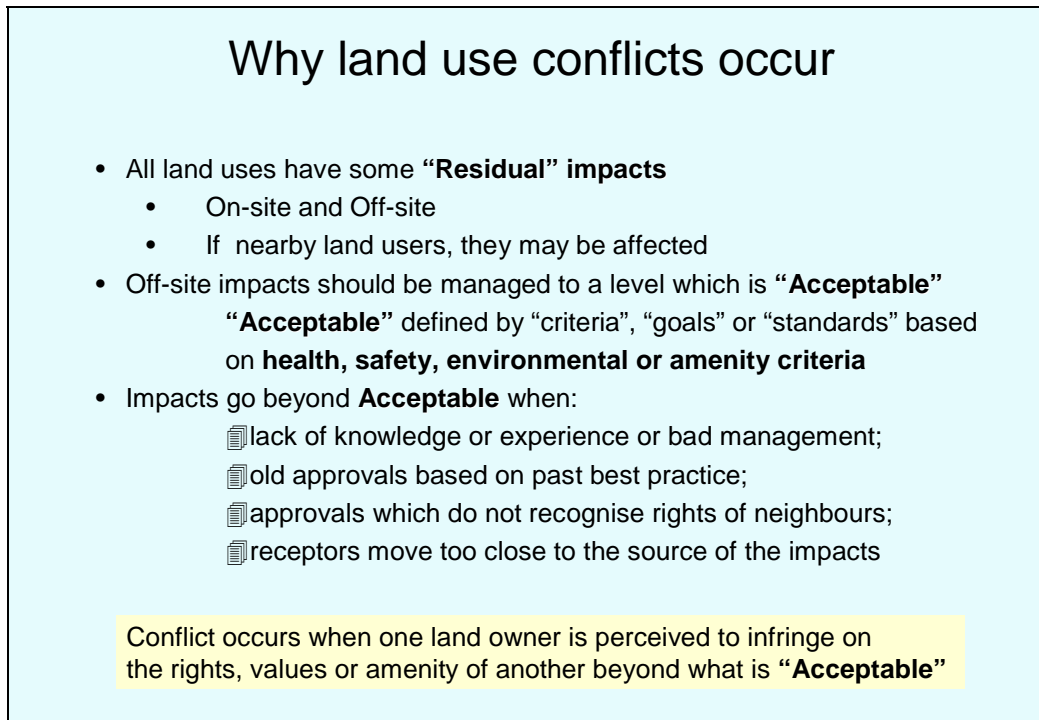 Why land use conflicts occur
• All land uses have some “Residual” impacts
• On-site and Off-site
• If nearby land users, they may be affected
• Off-site impacts should be managed to a level which is “Acceptable”
“Acceptable” defined by “criteria”, “goals” or “standards” based
on health, safety, environmental or amenity criteria
• Impacts go beyond Acceptable when:
lack of knowledge or experience or bad management;
old approvals based on past best practice;
approvals which do not recognise rights of neighbours;
receptors move too close to the source of the impacts
Conflict occurs when one land owner is perceived to infringe on
the rights, values or amenity of another beyond what is “Acceptable”